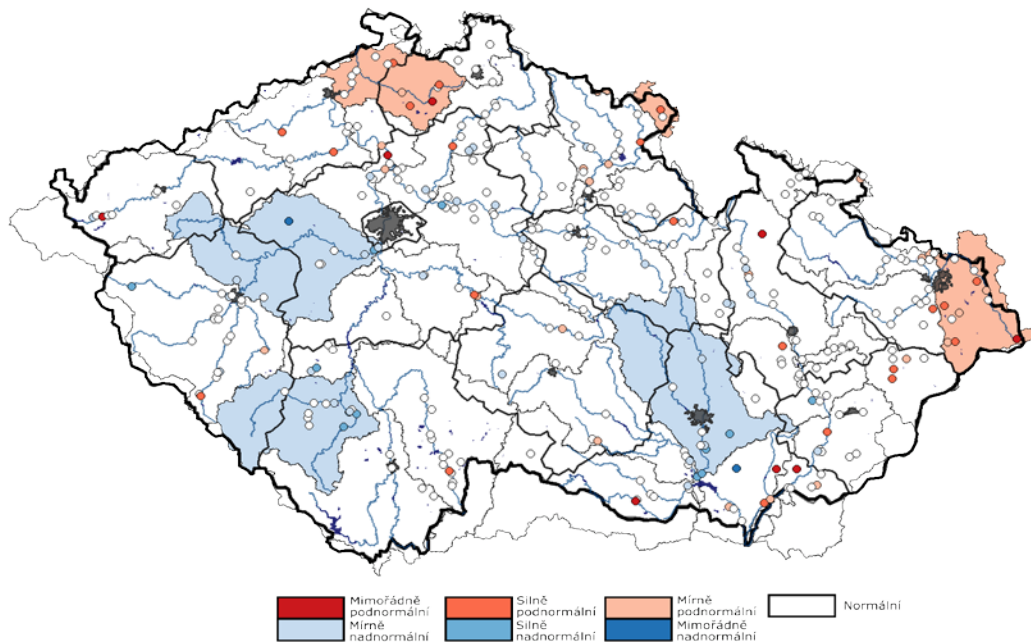 Mimořádně
podnormální
Silně
podnormální
Mírně
podnormální
Normální
Mírně
nadnormální
Silně
nadnormální
Mimořádně
nadnormální